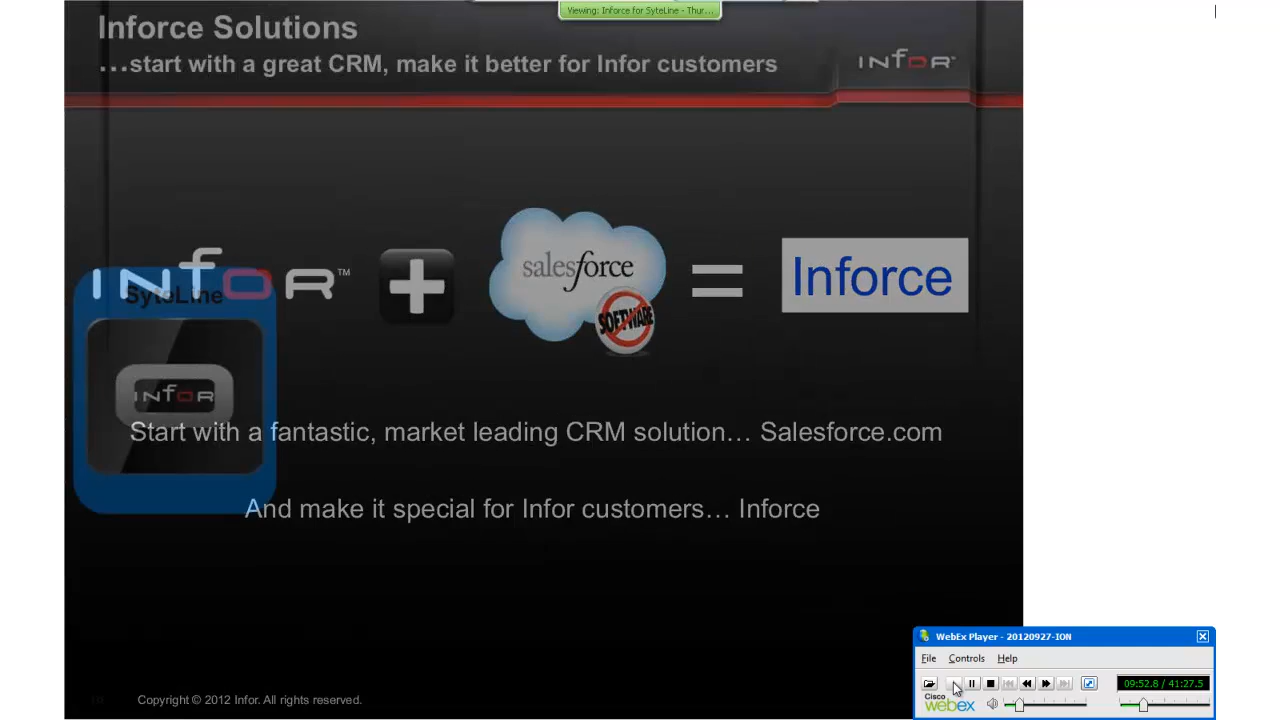 Viewing: Inforce for SyteLine - Thur...
Inforce Solutions
...start with a great CRM, make it better for Infor customers
INFOR™
INFOR™
salesforce
SOFTWARE
=
Inforce
SyteLine
INFOR
Start with a fantastic, market leading CRM solution… Salesforce.com
And make it special for Infor customers… Inforce
Copyright © 2012 Infor. All rights reserved.
WebEx Player - 20120927-ION
File Controls Help
09:52.8 / 41:27.5
Cisco
webex